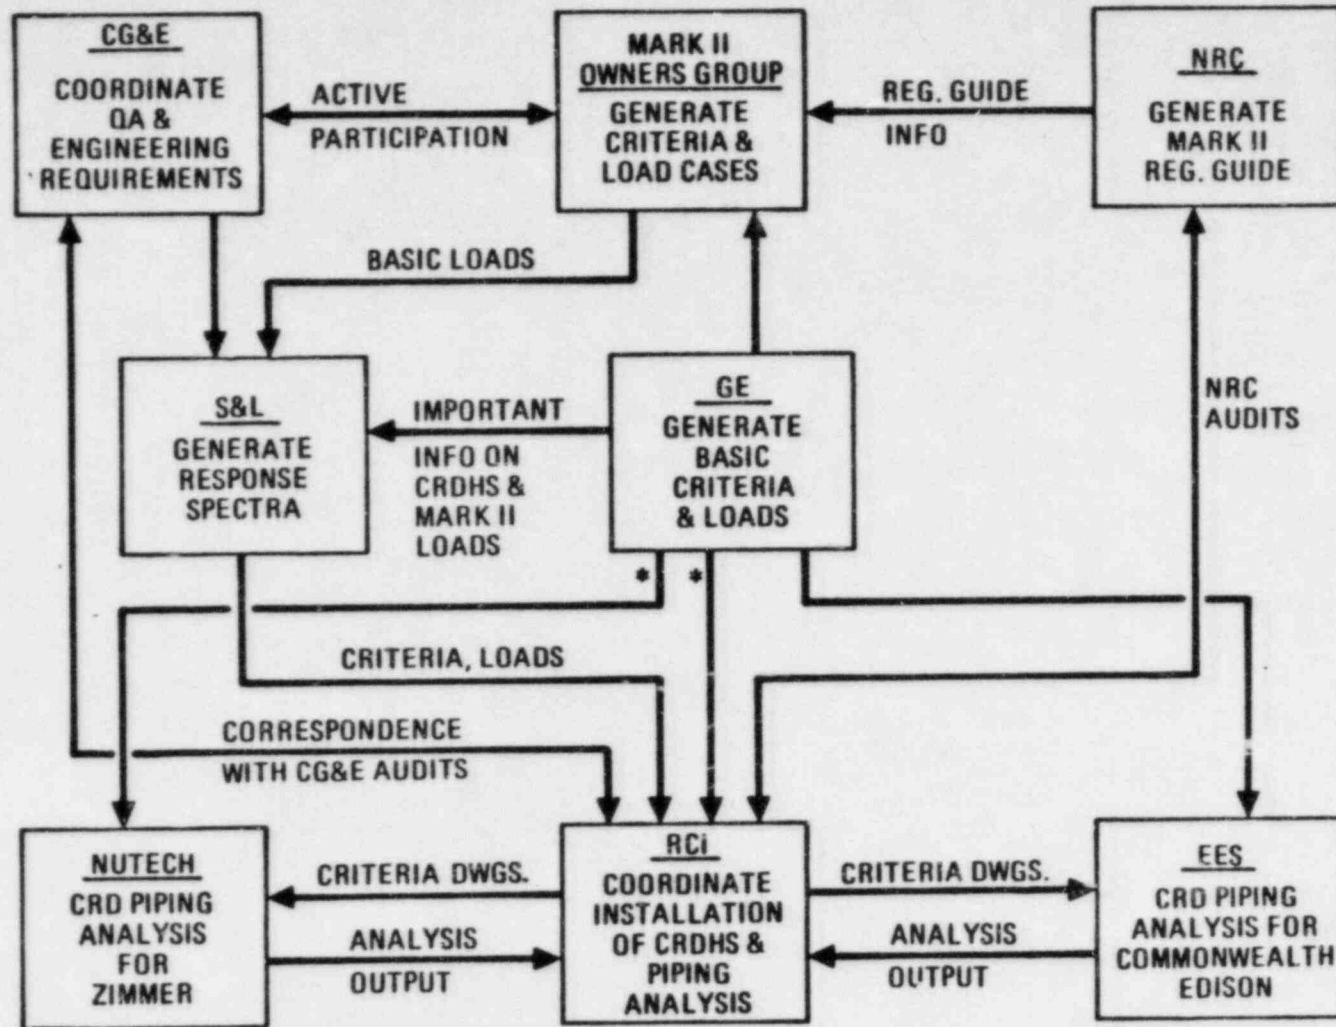 CG&E
COORDINATE
QA &
ENGINEERING
REQUIREMENTS
ACTIVE
PARTICIPATION
MARK II
OWNERS GROUP
GENERATE
CRITERIA &
LOAD CASES
REG. GUIDE
INFO
NRC
GENERATE
MARK II
REG. GUIDE
BASIC LOADS
S&L
GENERATE
RESPONSE
SPECTRA
IMPORTANT
INFO ON
CRDHS &
MARK II
LOADS
GE
GENERATE
BASIC
CRITERIA
& LOADS
NRC
AUDITS
* *
CRITERIA, LOADS
CORRESPONDENCE
WITH CG&E AUDITS
NUTECH
CRD PIPING
ANALYSIS
FOR
ZIMMER
CRITERIA DWGS.
ANALYSIS
OUTPUT
RCi
COORDINATE
INSTALLATION
OF CRDHS &
PIPING
ANALYSIS
CRITERIA DWGS.
ANALYSIS
OUTPUT
EES
CRD PIPING
ANALYSIS FOR
COMMONWEALTH
EDISON